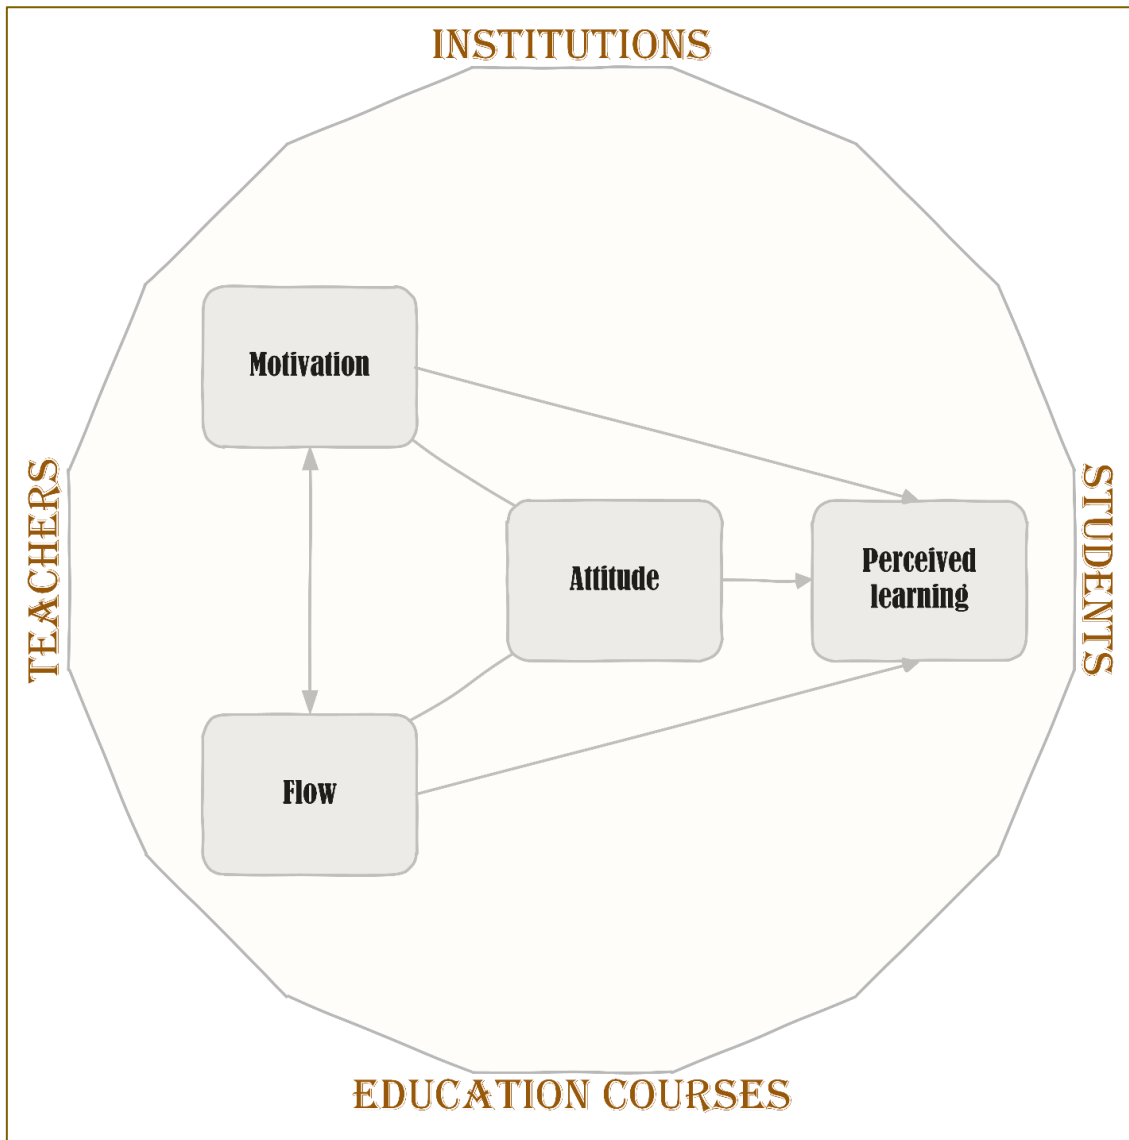 INSTITUTIONS
Motivation
TEACHERS
STUDENTS
Attitude
Perceived
learning
Flow
EDUCATION COURSES